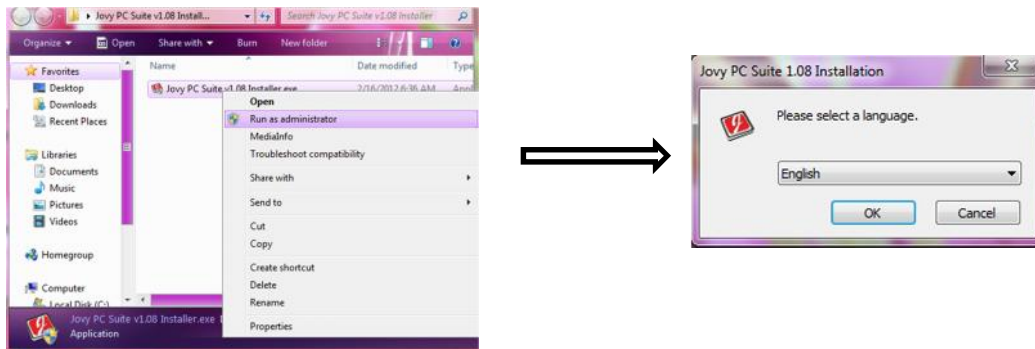 Jovy PC Suite v1.08 Install...
Search Jovy PC Suite v1.08 Installer
Organize
Open
Share with
Burn
New folder
Favorites
Desktop
Downloads
Recent Places
Libraries
Documents
Music
Pictures
Videos
Homegroup
Computer
Local Disk (C:)
Name
Date modified
Type
Jovy PC Suite v1.08 Installer.exe
2/16/2012 6:36 AM
Open
Run as administrator
MediaInfo
Troubleshoot compatibility
Share with
Send to
Cut
Copy
Create shortcut
Delete
Rename
Properties
Jovy PC Suite v1.08 Installer.exe
Application
Jovy PC Suite 1.08 Installation
Please select a language.
English
OK
Cancel